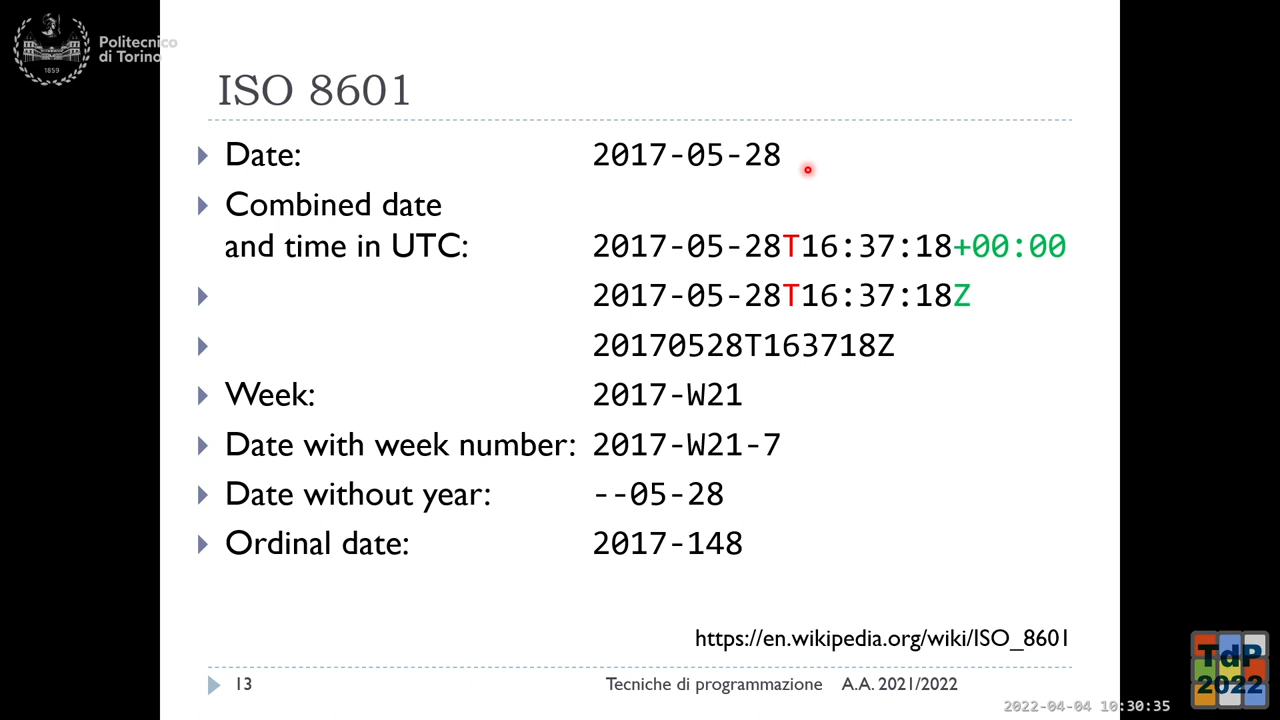 Politecnico
di Torino
1859
ISO 8601
Date: 2017-05-28
Combined date
and time in UTC: 2017-05-28T16:37:18+00:00
2017-05-28T16:37:18Z
20170528T163718Z
Week: 2017-W21
Date with week number: 2017-W21-7
Date without year: --05-28
Ordinal date: 2017-148
https://en.wikipedia.org/wiki/ISO_8601
13 Tecniche di programmazione A.A. 2021/2022
TdP
2022
2022-04-04 10:30:35